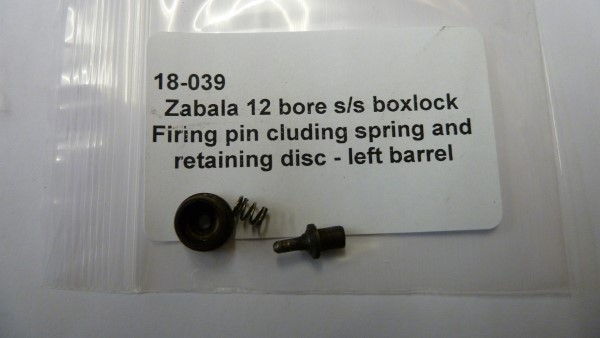 18-039
Zabala 12 bore s/s boxlock
Firing pin cluding spring and
retaining disc - left barrel